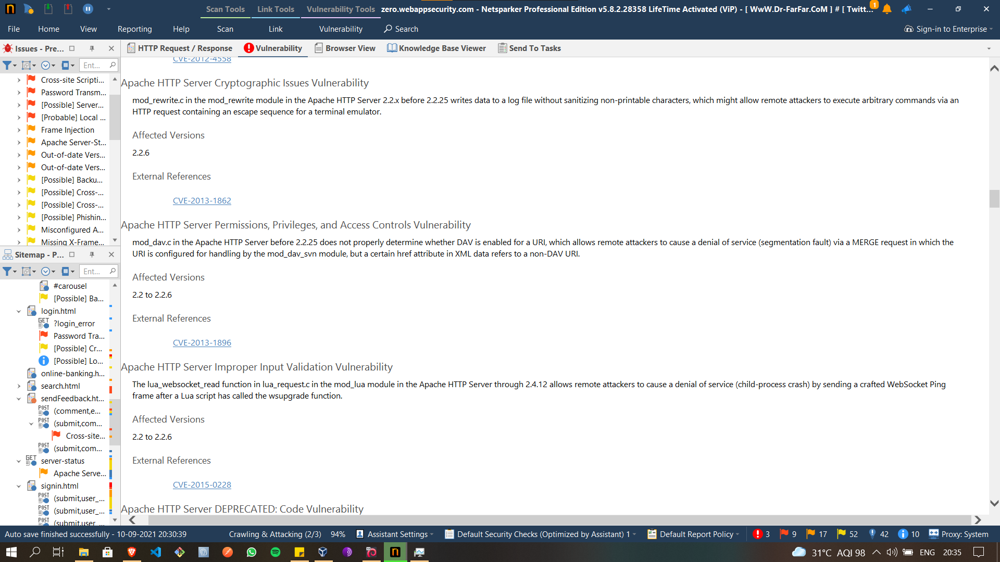 Scan Tools Link Tools Vulnerability Tools zero.webappsecurity.com - Netsparker Professional Edition v5.8.2.28358 LifeTime Activated (ViP) - [ WwW.Dr-FarFar.CoM ] # [ Twitt... 1
File Home View Reporting Help Scan Link Vulnerability Search Sign-in to Enterprise
Issues - Pre...
Ent...
Cross-site Scripti...
Password Transm...
[Possible] Server...
[Probable] Local ...
Frame Injection
Apache Server-St...
Out-of-date Vers...
Out-of-date Vers...
[Possible] Backu...
[Possible] Cross-...
[Possible] Cross-...
[Possible] Phishin...
Misconfigured A...
Missing X-Frame...
Sitemap - P...
Ent...
#carousel
[Possible] Ba...
login.html
GET ?login_error
Password Tra...
[Possible] Cr...
[Possible] Lo...
online-banking.h...
search.html
sendFeedback.ht...
POST (comment,e...
POST (submit,com...
Cross-site...
POST (submit,com...
GET server-status
Apache Serve...
signin.html
POST (submit,user_...
POST (submit,user_...
POST (submit,user_...
HTTP Request / Response Vulnerability Browser View Knowledge Base Viewer Send To Tasks
CVE-2012-4558
Apache HTTP Server Cryptographic Issues Vulnerability
mod_rewrite.c in the mod_rewrite module in the Apache HTTP Server 2.2.x before 2.2.25 writes data to a log file without sanitizing non-printable characters, which might allow remote attackers to execute arbitrary commands via an
HTTP request containing an escape sequence for a terminal emulator.
Affected Versions
2.2.6
External References
CVE-2013-1862
Apache HTTP Server Permissions, Privileges, and Access Controls Vulnerability
mod_dav.c in the Apache HTTP Server before 2.2.25 does not properly determine whether DAV is enabled for a URI, which allows remote attackers to cause a denial of service (segmentation fault) via a MERGE request in which the
URI is configured for handling by the mod_dav_svn module, but a certain href attribute in XML data refers to a non-DAV URI.
Affected Versions
2.2 to 2.2.6
External References
CVE-2013-1896
Apache HTTP Server Improper Input Validation Vulnerability
The lua_websocket_read function in lua_request.c in the mod_lua module in the Apache HTTP Server through 2.4.12 allows remote attackers to cause a denial of service (child-process crash) by sending a crafted WebSocket Ping
frame after a Lua script has called the wsupgrade function.
Affected Versions
2.2 to 2.2.6
External References
CVE-2015-0228
Apache HTTP Server DEPRECATED: Code Vulnerability
Auto save finished successfully - 10-09-2021 20:30:39 Crawling & Attacking (2/3) 94% Assistant Settings Default Security Checks (Optimized by Assistant) 1 Default Report Policy 3 9 17 52 42 10 Proxy: System
31°C AQI 98 ENG 20:35